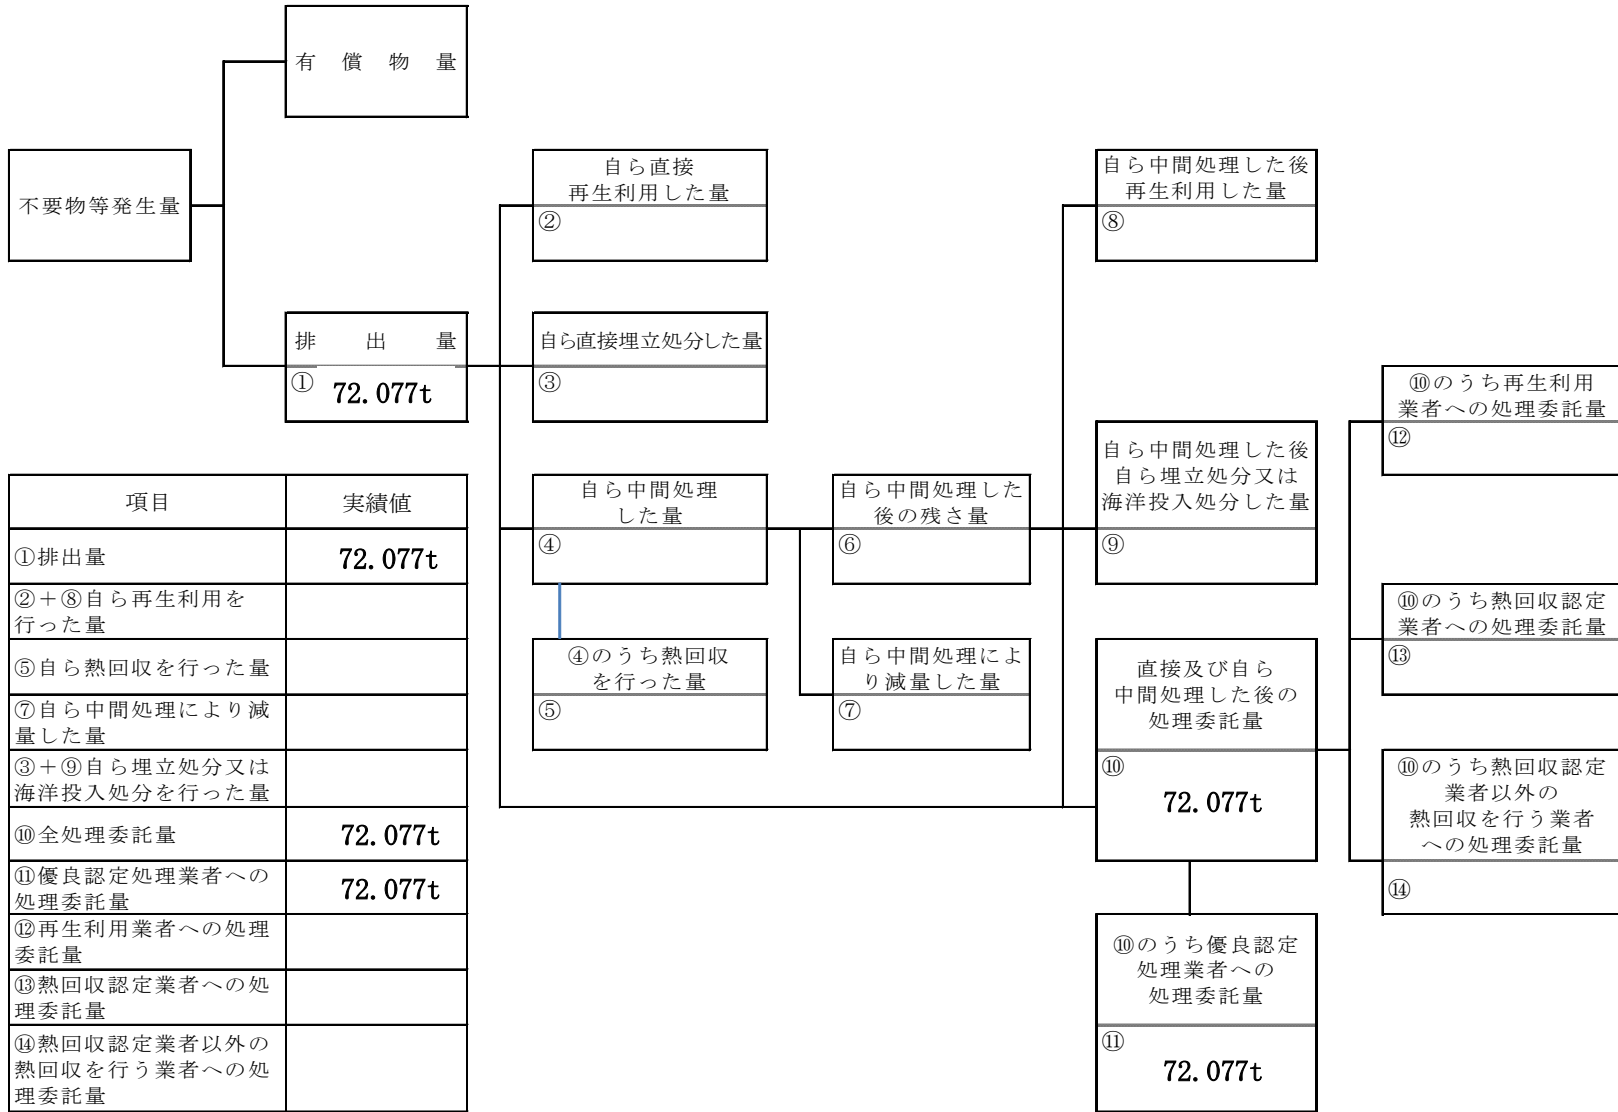 有償物量
不要物等発生量
自ら直接
再生利用した量
②
自ら中間処理した後
再生利用した量
⑧
排出量
① 72.077t
自ら直接埋立処分した量
③
⑩のうち再生利用
業者への処理委託量
⑫
自ら中間処理
した量
④
自ら中間処理した
後の残さ量
⑥
自ら中間処理した後
自ら埋立処分又は
海洋投入処分した量
⑨
④のうち熱回収
を行った量
⑤
自ら中間処理によ
り減量した量
⑦
直接及び自ら
中間処理した後の
処理委託量
⑩
72.077t
⑩のうち熱回収認定
業者への処理委託量
⑬
⑩のうち熱回収認定
業者以外の
熱回収を行う業者
への処理委託量
⑭
⑩のうち優良認定
処理業者への
処理委託量
⑪
72.077t
項目 実績値
①排出量 72.077t
②+⑧自ら再生利用を
行った量
⑤自ら熱回収を行った量
⑦自ら中間処理により減
量した量
③+⑨自ら埋立処分又は
海洋投入処分を行った量
⑩全処理委託量 72.077t
⑪優良認定処理業者への
処理委託量 72.077t
⑫再生利用業者への処理
委託量
⑬熱回収認定業者への処
理委託量
⑭熱回収認定業者以外の
熱回収を行う業者への処
理委託量